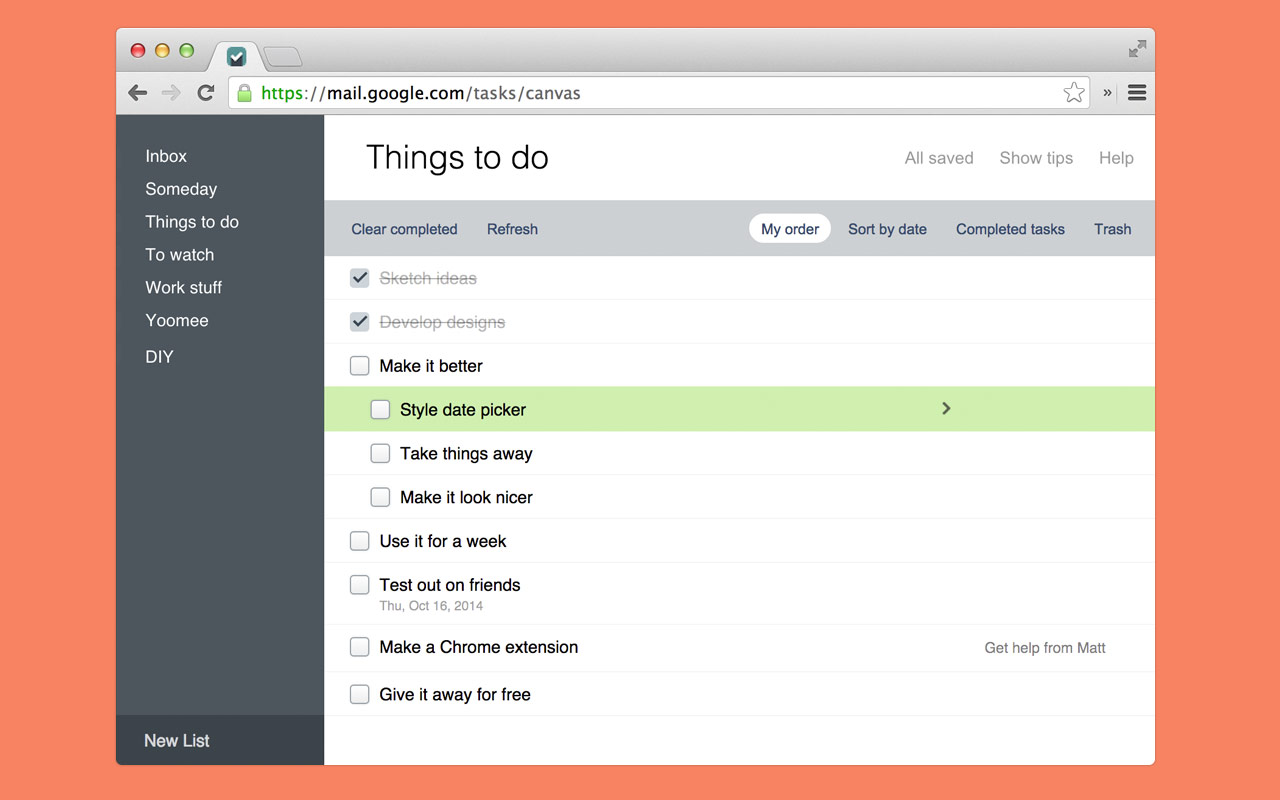 https://mail.google.com/tasks/canvas
»
Inbox
Someday
Things to do
To watch
Work stuff
Yoomee
DIY
New List
Things to do
All saved Show tips Help
Clear completed Refresh My order Sort by date Completed tasks Trash
Sketch ideas
Develop designs
Make it better
Style date picker
Take things away
Make it look nicer
Use it for a week
Test out on friends
Thu, Oct 16, 2014
Make a Chrome extension Get help from Matt
Give it away for free